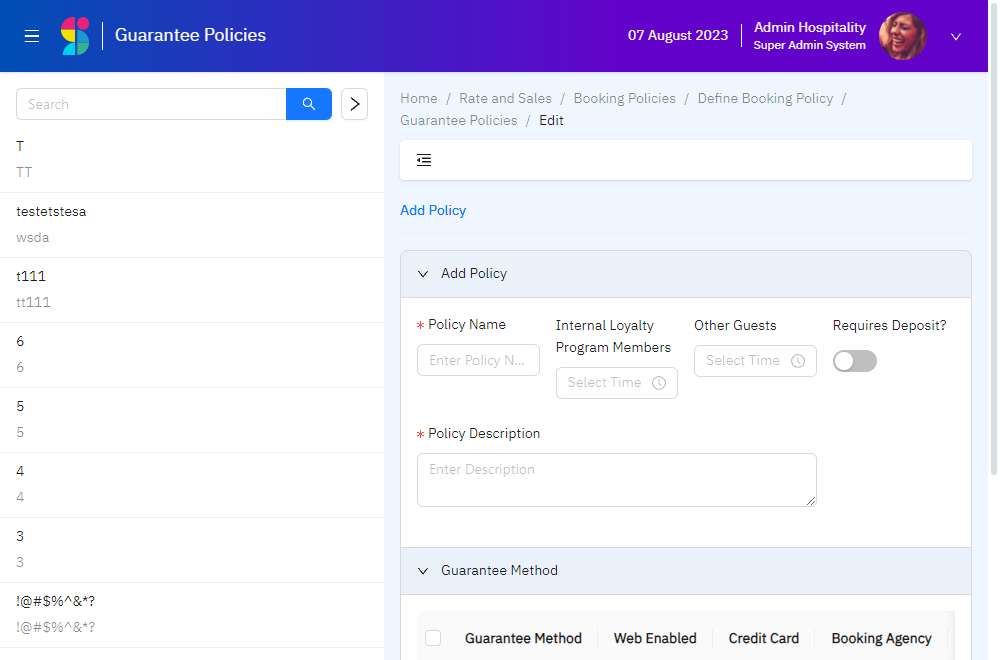 Guarantee Policies
07 August 2023
Admin Hospitality
Super Admin System
Search
T
TT
testetstesa
wsda
t111
tt111
6
6
5
5
4
4
3
3
!@#$%^&*?
!@#$%^&*?
Home / Rate and Sales / Booking Policies / Define Booking Policy /
Guarantee Policies / Edit
Add Policy
Add Policy
* Policy Name
Internal Loyalty
Program Members
Other Guests
Requires Deposit?
Enter Policy N...
Select Time
Select Time
* Policy Description
Enter Description
Guarantee Method
Guarantee Method Web Enabled Credit Card Booking Agency